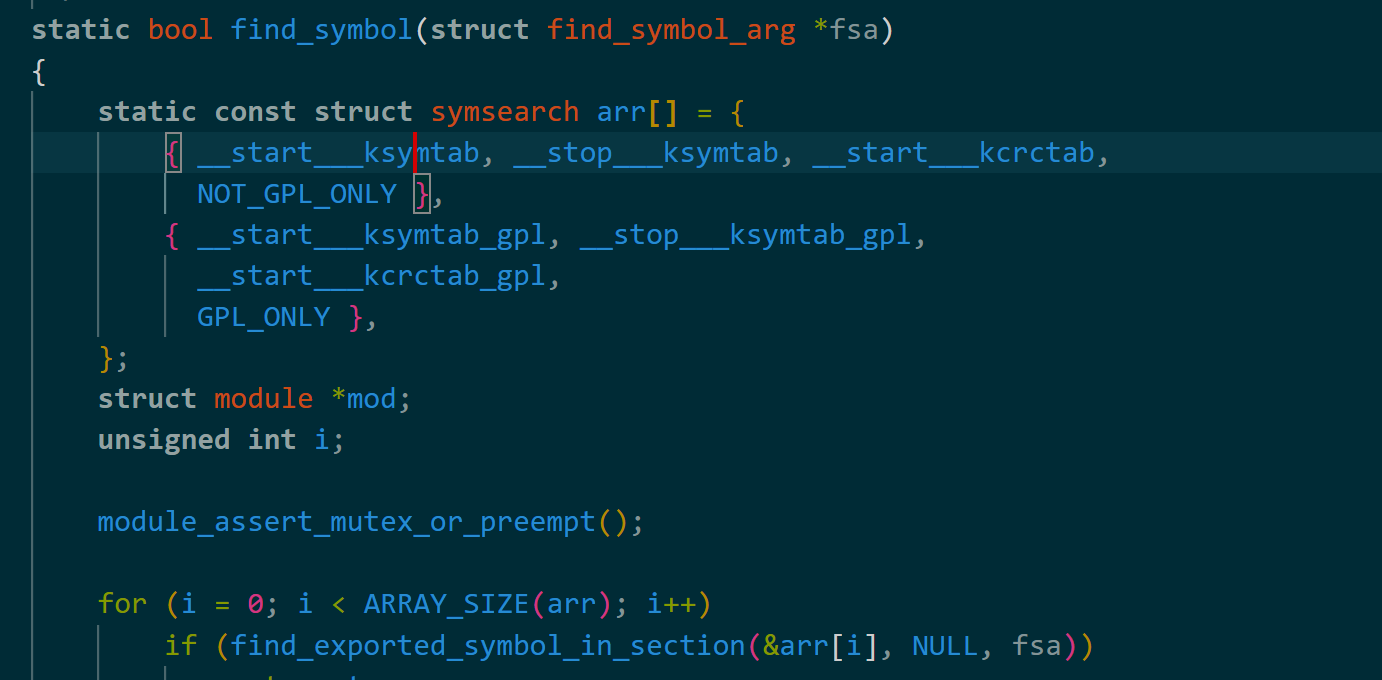 static bool find_symbol(struct find_symbol_arg *fsa)
{
static const struct symsearch arr[] = {
{ __start___ksymtab, __stop___ksymtab, __start___kcrctab,
NOT_GPL_ONLY },
{ __start___ksymtab_gpl, __stop___ksymtab_gpl,
__start___kcrctab_gpl,
GPL_ONLY },
};
struct module *mod;
unsigned int i;
module_assert_mutex_or_preempt();
for (i = 0; i < ARRAY_SIZE(arr); i++)
if (find_exported_symbol_in_section(&arr[i], NULL, fsa))